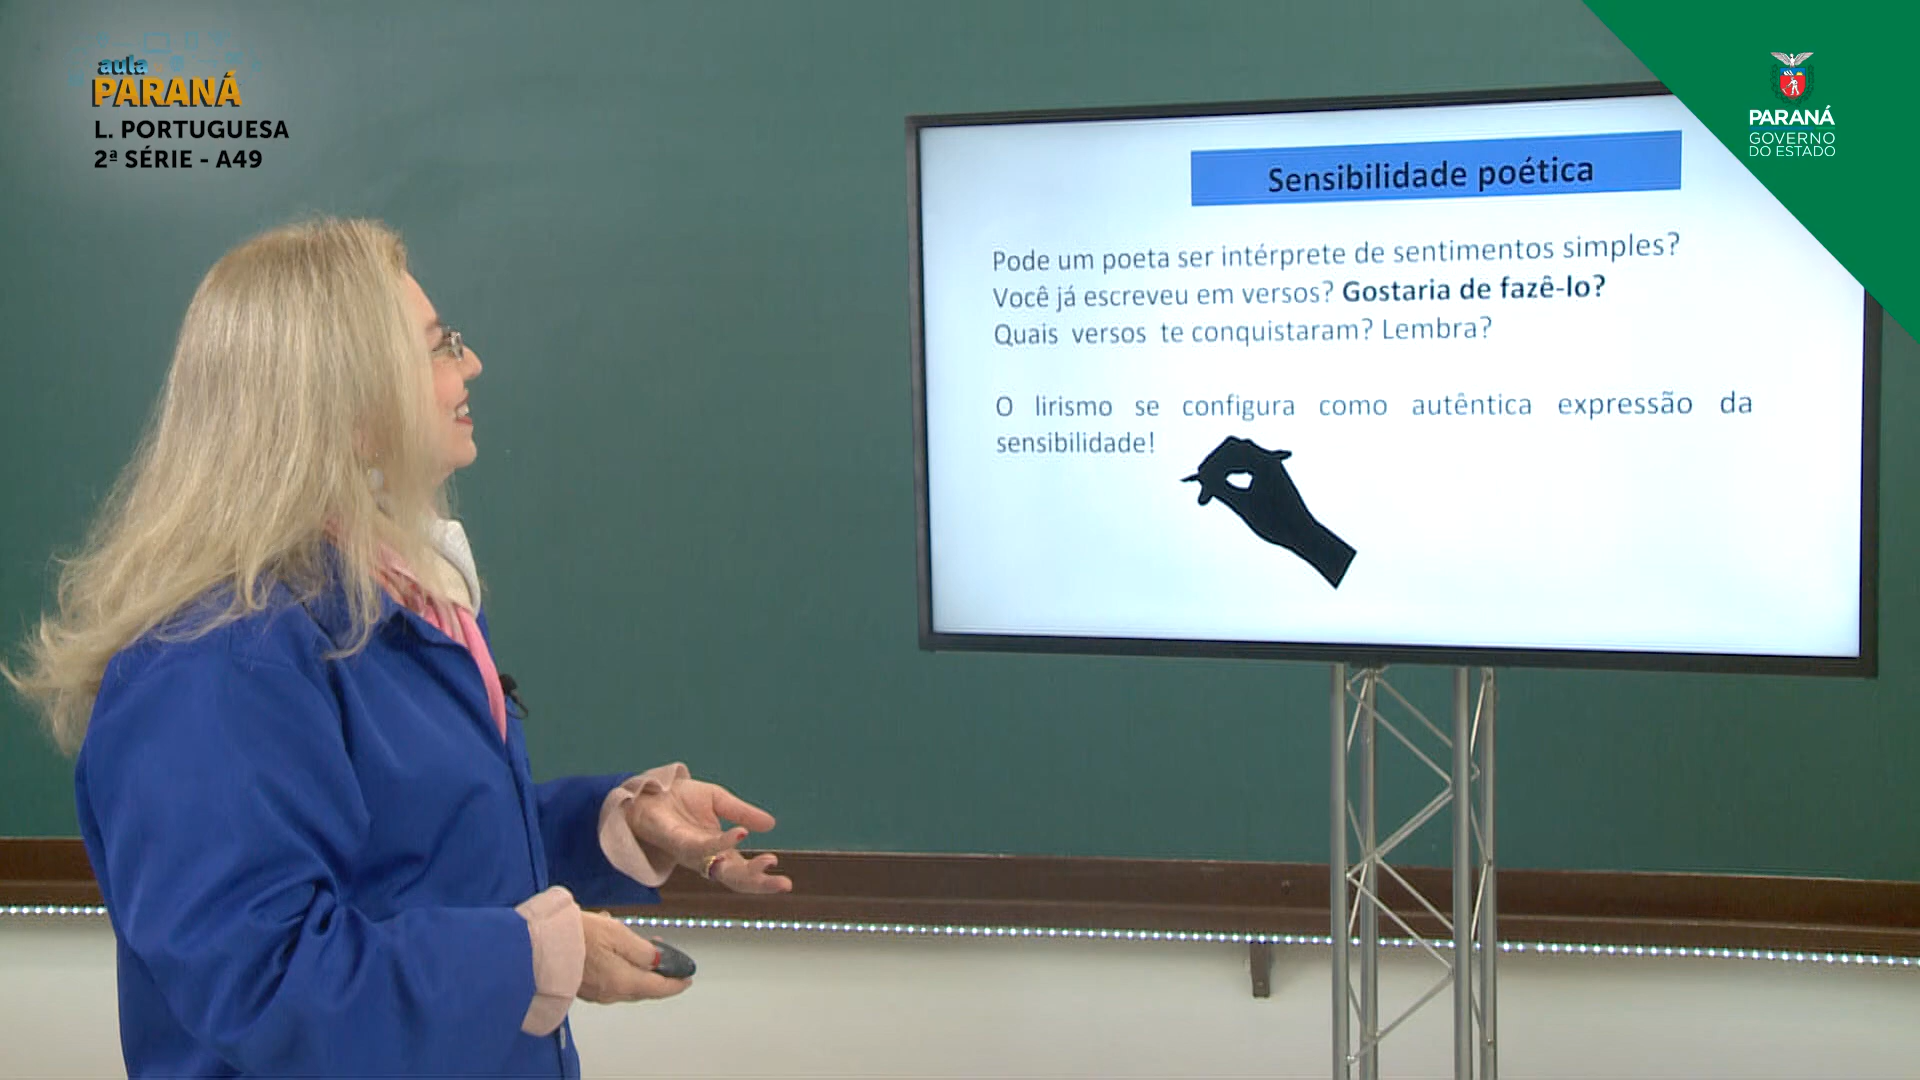 aula
PARANÁ
L. PORTUGUESA
2ª SÉRIE - A49
PARANÁ
GOVERNO
DO ESTADO
Sensibilidade poética
Pode um poeta ser intérprete de sentimentos simples?
Você já escreveu em versos? Gostaria de fazê-lo?
Quais versos te conquistaram? Lembra?
O lirismo se configura como autêntica expressão da
sensibilidade!